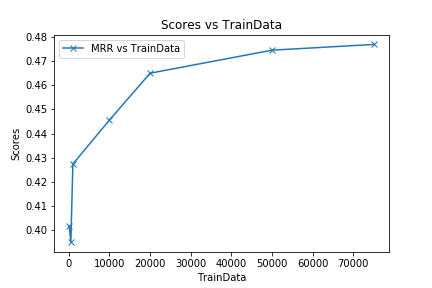 Scores vs TrainData
MRR vs TrainData
0.48
0.47
0.46
0.45
0.44
0.43
0.42
0.41
0.40
Scores
0 10000 20000 30000 40000 50000 60000 70000
TrainData